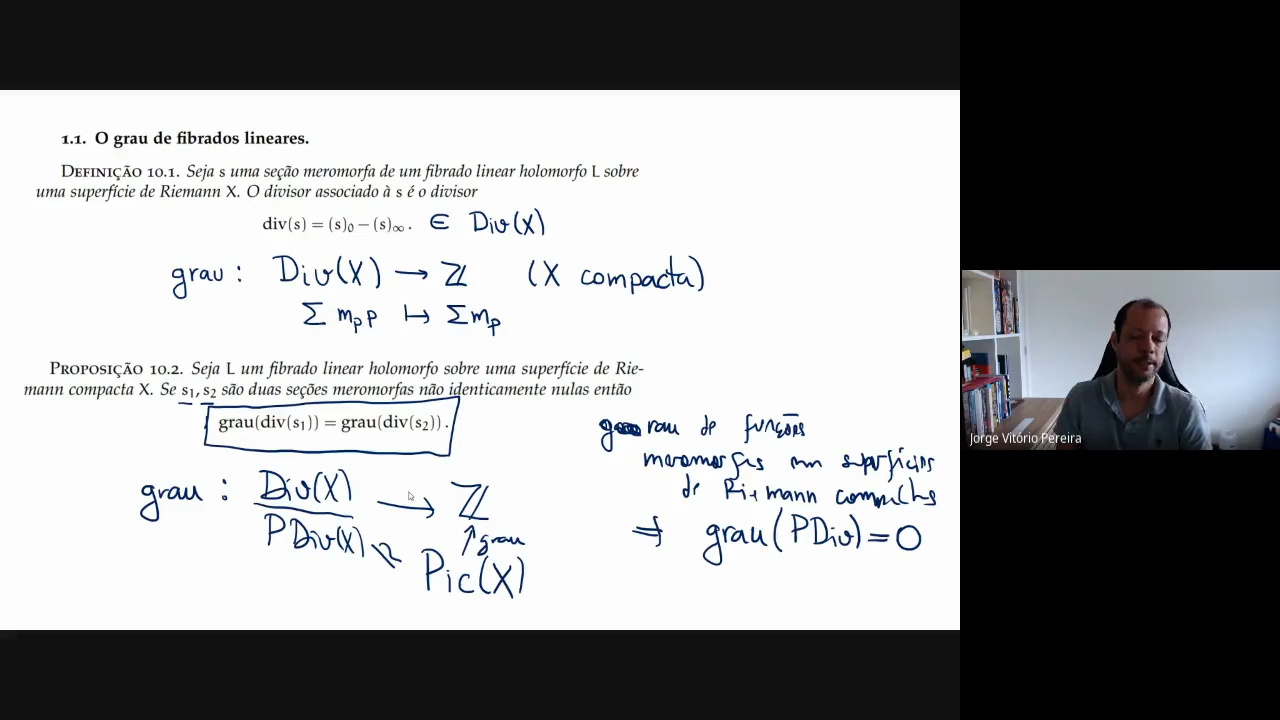 1.1. O grau de fibrados lineares.
Definição 10.1. Seja s uma seção meromorfa de um fibrado linear holomorfo L sobre
uma superfície de Riemann X. O divisor associado à s é o divisor
div(s) = (s)₀ − (s)∞ . ∈ Div(X)
grau : Div(X) → ℤ (X compacta)
∑ m_p p ↦ ∑ m_p
Proposição 10.2. Seja L um fibrado linear holomorfo sobre uma superfície de Rie-
mann compacta X. Se s₁, s₂ são duas seções meromorfas não identicamente nulas então
grau(div(s₁)) = grau(div(s₂)) .
rau de funções
meromorfas em superfícies
de Riemann compactas
⇒ grau(PDiv) = 0
grau : Div(X) → ℤ
PDiv(X) ↑ grau
Pic(X)
Jorge Vitório Pereira